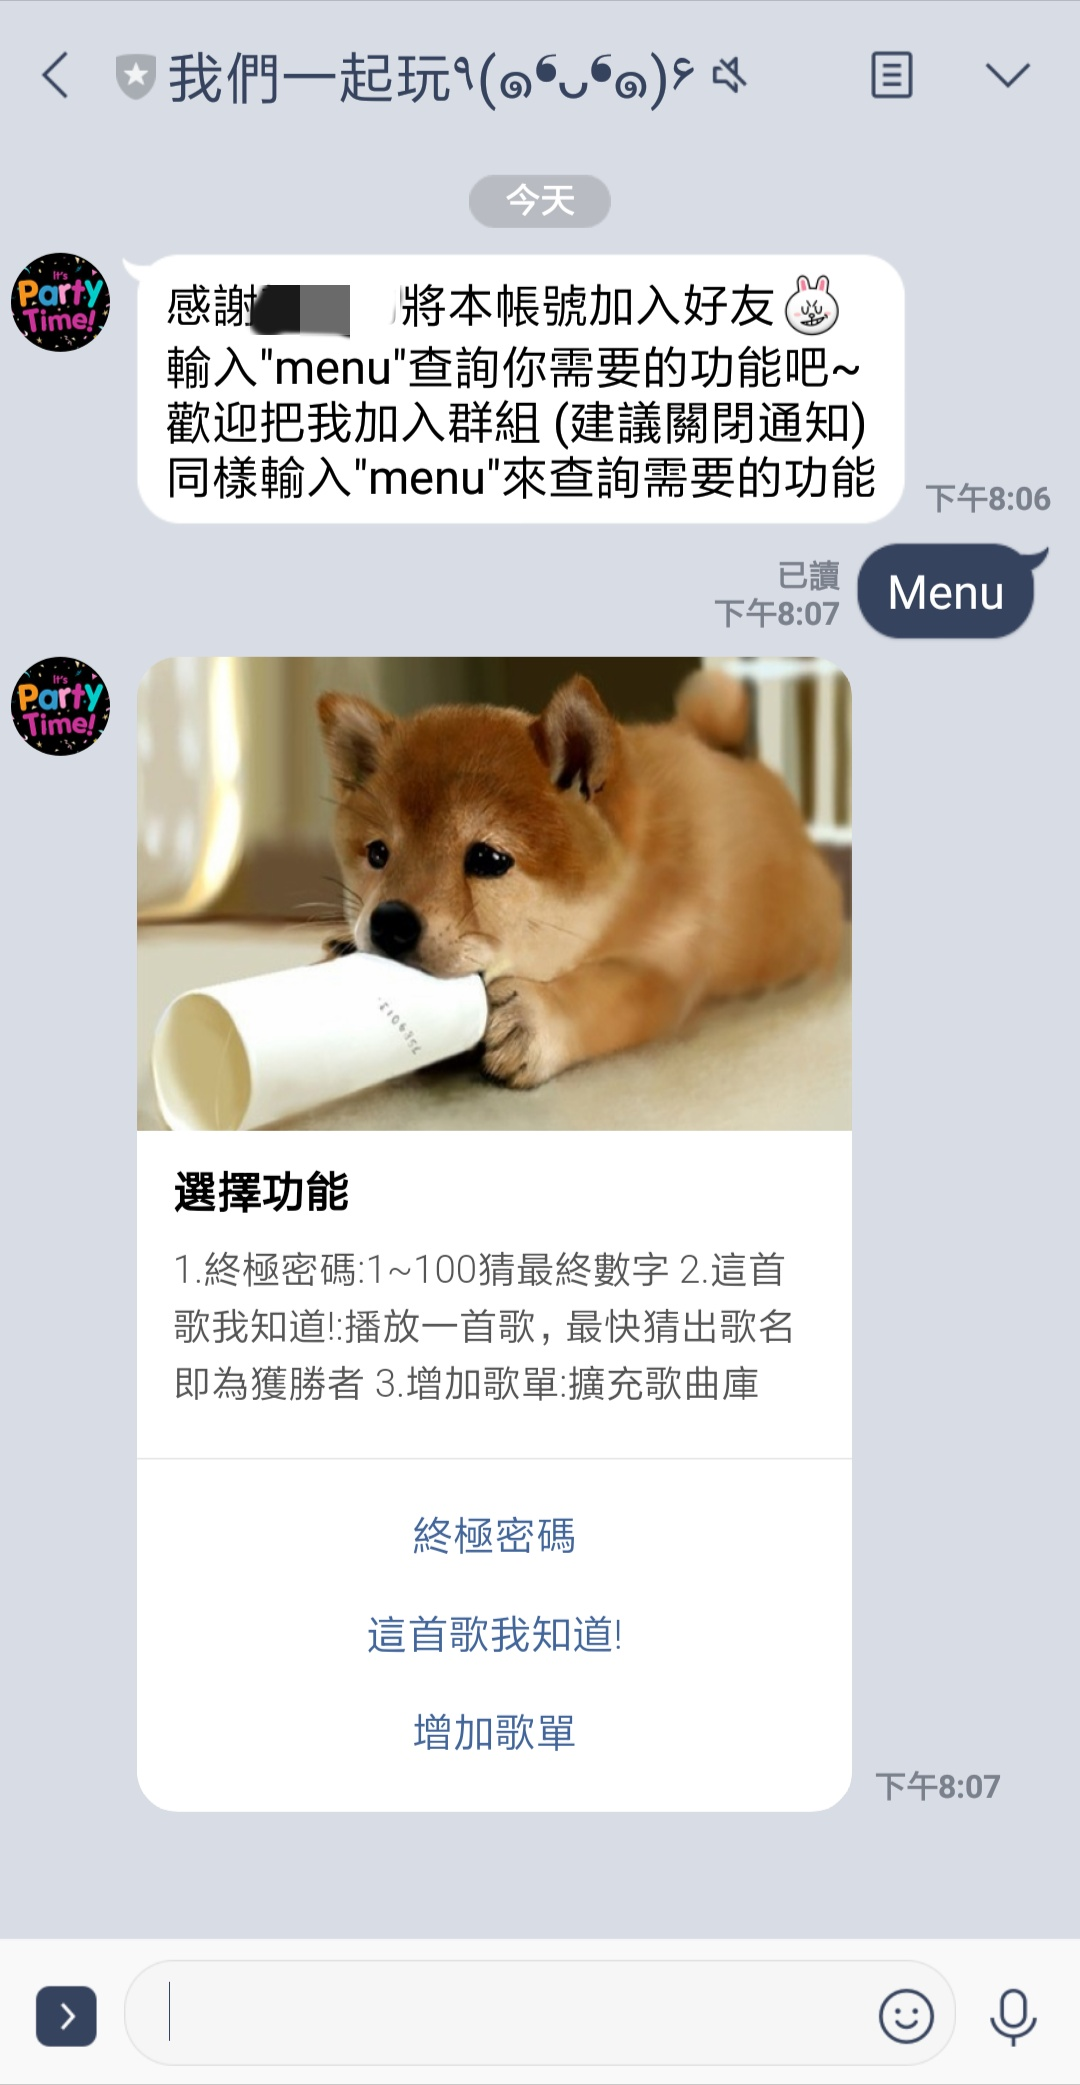 我們一起玩٩(๑❛ᴗ❛๑)۶
今天
It's
Party
Time!
感謝 將本帳號加入好友
輸入"menu"查詢你需要的功能吧~
歡迎把我加入群組 (建議關閉通知)
同樣輸入"menu"來查詢需要的功能
下午8:06
已讀
下午8:07
Menu
It's
Party
Time!
選擇功能
1.終極密碼:1~100猜最終數字 2.這首
歌我知道!:播放一首歌, 最快猜出歌名
即為獲勝者 3.增加歌單:擴充歌曲庫
終極密碼
這首歌我知道!
增加歌單
下午8:07